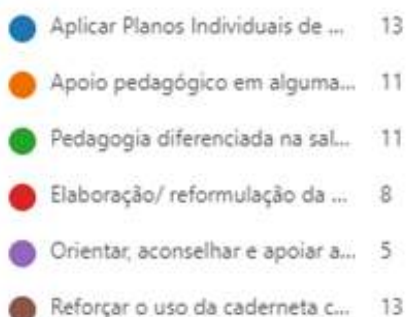 Aplicar Planos Individuais de ... 13
Apoio pedagógico em alguma... 11
Pedagogia diferenciada na sal... 11
Elaboração/ reformulação da ... 8
Orientar, aconselhar e apoiar a... 5
Reforçar o uso da caderneta c... 13